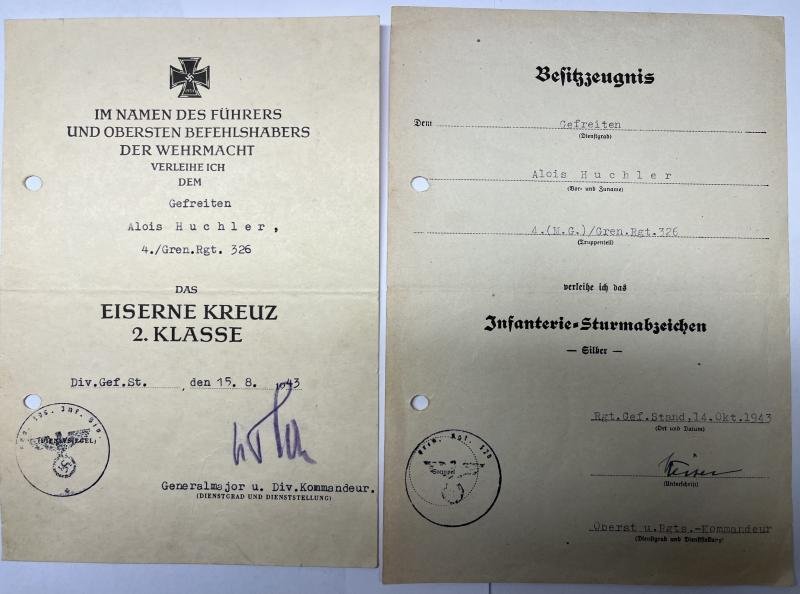 IM NAMEN DES FÜHRERS
UND OBERSTEN BEFEHLSHABERS
DER WEHRMACHT
VERLEIHE ICH
DEM
Gefreiten
Alois Huchler,
4./Gren.Rgt. 326
DAS
EISERNE KREUZ
2. KLASSE
Div.Gef.St. , den 15. 8. 1943
(DIENSTSIEGEL)
Generalmajor u. Div.Kommandeur.
(DIENSTGRAD UND DIENSTSTELLUNG)
Besitzzeugnis
Dem Gefreiten
(Dienstgrad)
Alois Huchler
(Vor- und Zuname)
4.(M.G.)/Gren.Rgt.326
(Truppenteil)
verleihe ich das
Infanterie-Sturmabzeichen
— Silber —
Rgt.Gef.Stand, 14.Okt.1943
(Ort und Datum)
(Unterschrift)
Oberst u.Rgts.-Kommandeur
(Dienstgrad und Dienststellung)